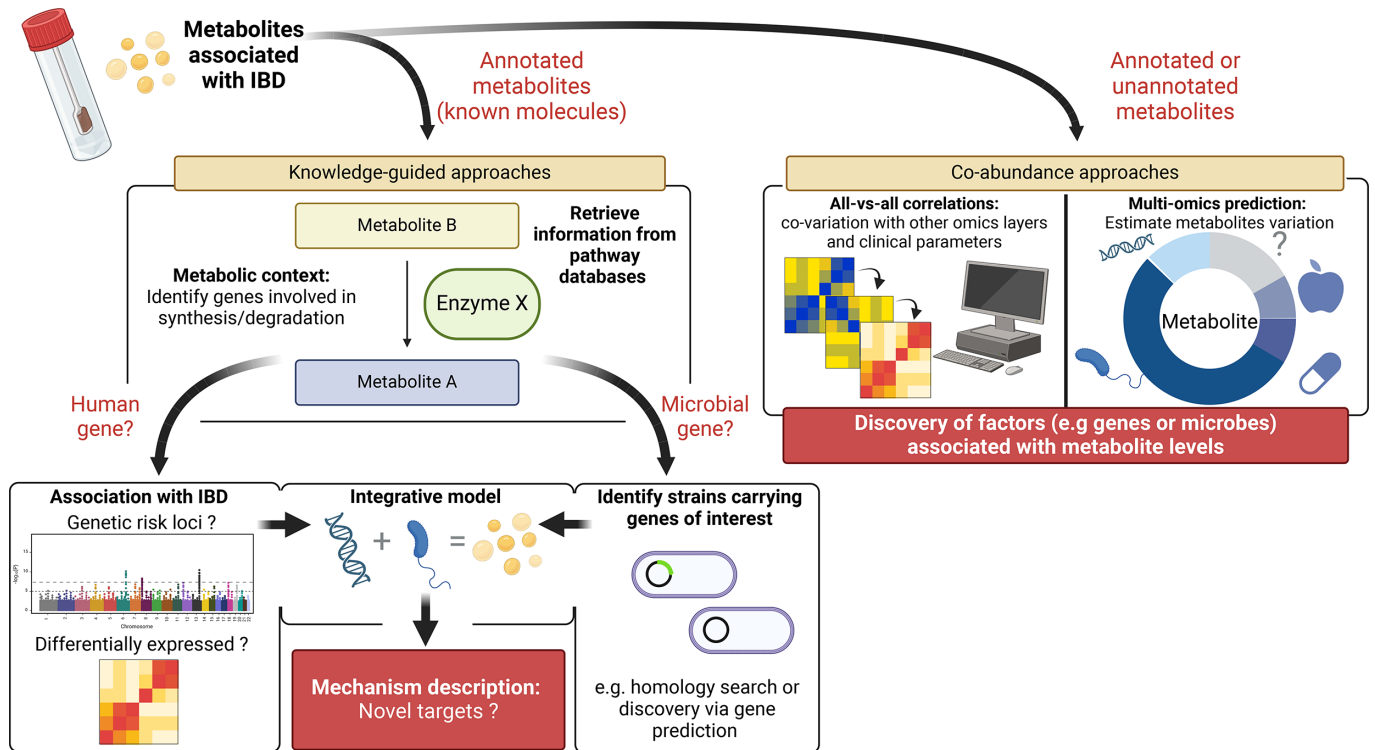 Metabolites
associated
with IBD
Annotated
metabolites
(known molecules)
Annotated or
unannotated
metabolites
Knowledge-guided approaches
Metabolite B
Retrieve
information from
pathway
databases
Metabolic context:
Identify genes involved in
synthesis/degradation
Enzyme X
Metabolite A
Human
gene?
Microbial
gene?
Co-abundance approaches
All-vs-all correlations:
co-variation with other omics layers
and clinical parameters
Multi-omics prediction:
Estimate metabolites variation
?
Metabolite
Discovery of factors (e.g genes or microbes)
associated with metabolite levels
Association with IBD
Genetic risk loci ?
-log₁₀(P)
15
10
5
0
Chromosome
Differentially expressed ?
Integrative model
+
=
Mechanism description:
Novel targets ?
Identify strains carrying
genes of interest
e.g. homology search or
discovery via gene
prediction